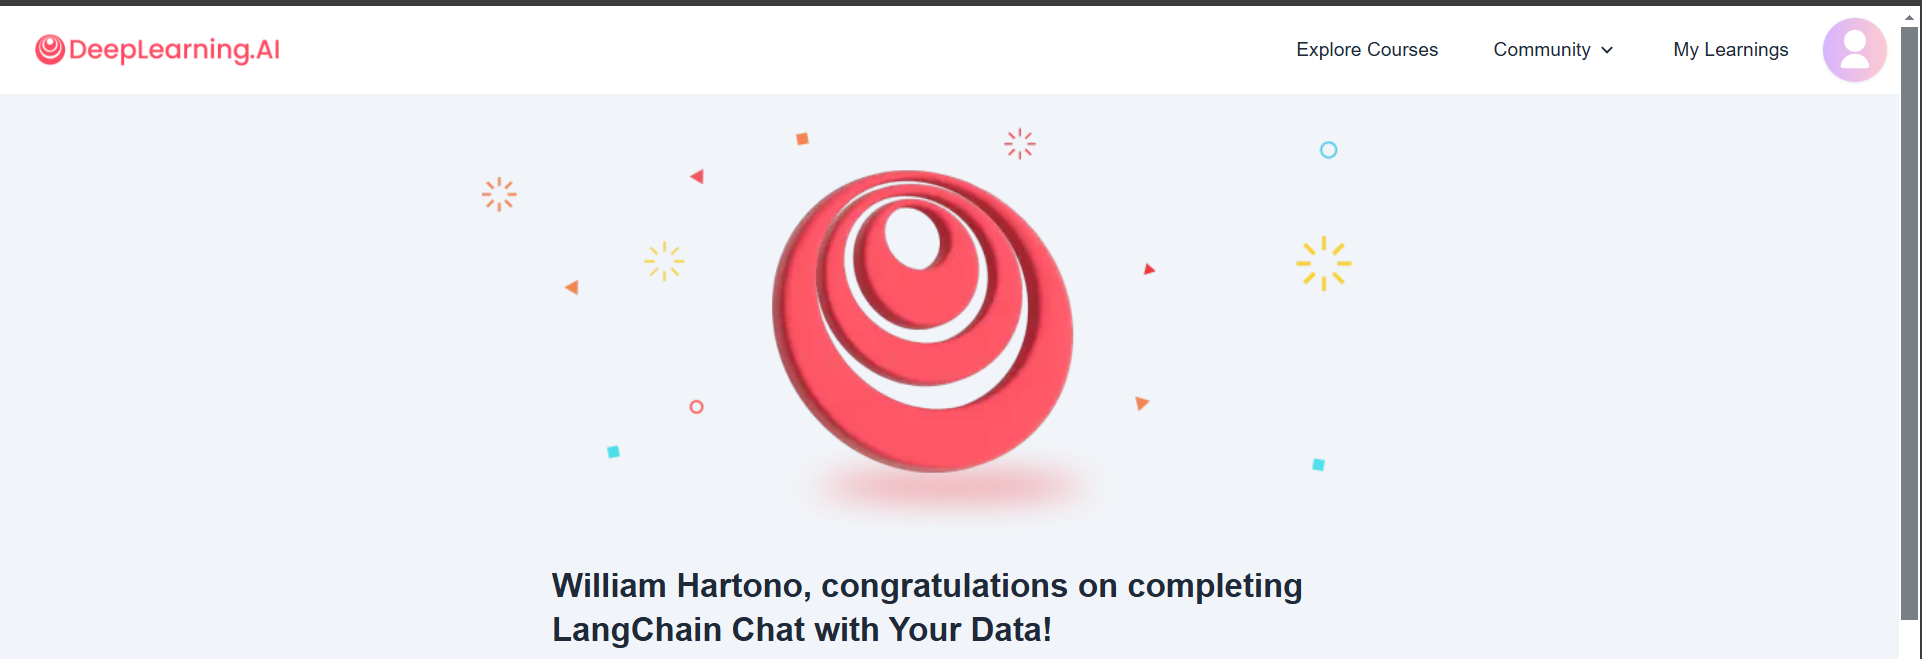 DeepLearning.AI
Explore Courses
Community
My Learnings
William Hartono, congratulations on completing
LangChain Chat with Your Data!